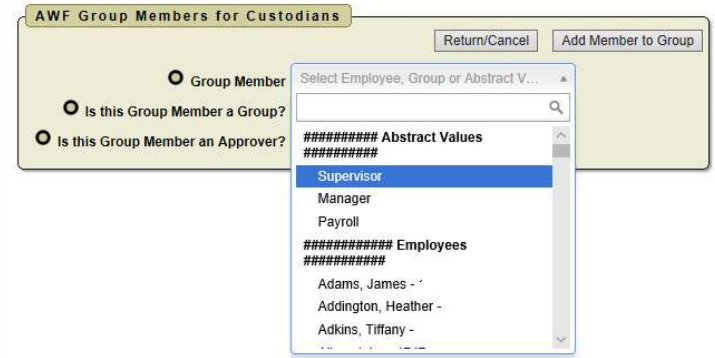 AWF Group Members for Custodians
Return/Cancel Add Member to Group
Group Member Select Employee, Group or Abstract V...
Is this Group Member a Group?
Is this Group Member an Approver?
########## Abstract Values
##########
Supervisor
Manager
Payroll
############ Employees
###########
Adams, James -
Addington, Heather -
Adkins, Tiffany -